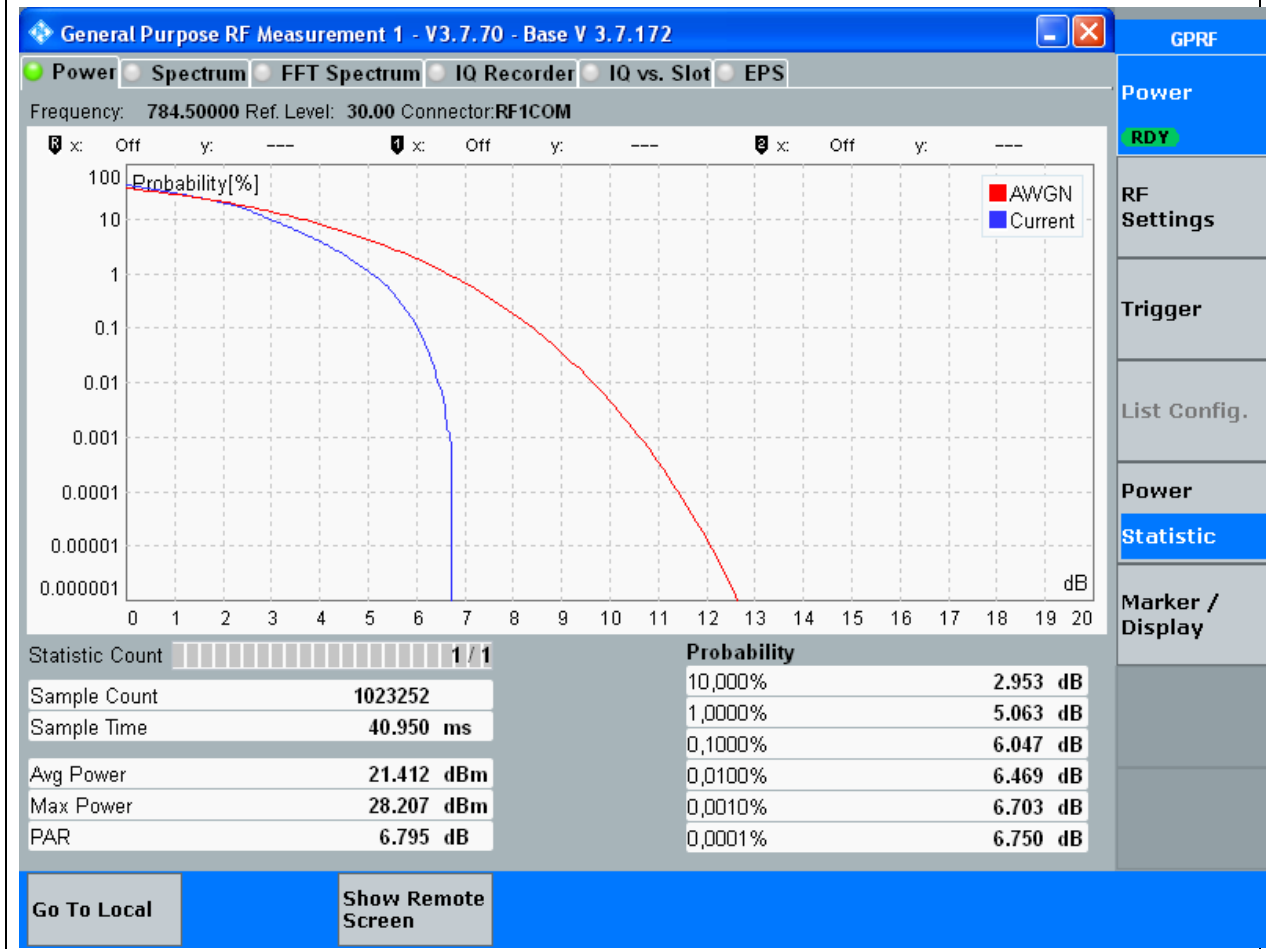 General Purpose RF Measurement 1 - V3.7.70 - Base V 3.7.172
GPRF
Power Spectrum FFT Spectrum IQ Recorder IQ vs. Slot EPS
Frequency: 784.50000 Ref. Level: 30.00 Connector:RF1COM
R x: Off y: --- 1 x: Off y: --- 2 x: Off y: ---
Probability[%]
AWGN
Current
100
10
1
0.1
0.01
0.001
0.0001
0.00001
0.000001
dB
0 1 2 3 4 5 6 7 8 9 10 11 12 13 14 15 16 17 18 19 20
Statistic Count 1 / 1
Sample Count 1023252
Sample Time 40.950 ms
Avg Power 21.412 dBm
Max Power 28.207 dBm
PAR 6.795 dB
Probability
10,000% 2.953 dB
1,0000% 5.063 dB
0,1000% 6.047 dB
0,0100% 6.469 dB
0,0010% 6.703 dB
0,0001% 6.750 dB
Power
RDY
RF
Settings
Trigger
List Config.
Power
Statistic
Marker /
Display
Go To Local
Show Remote
Screen